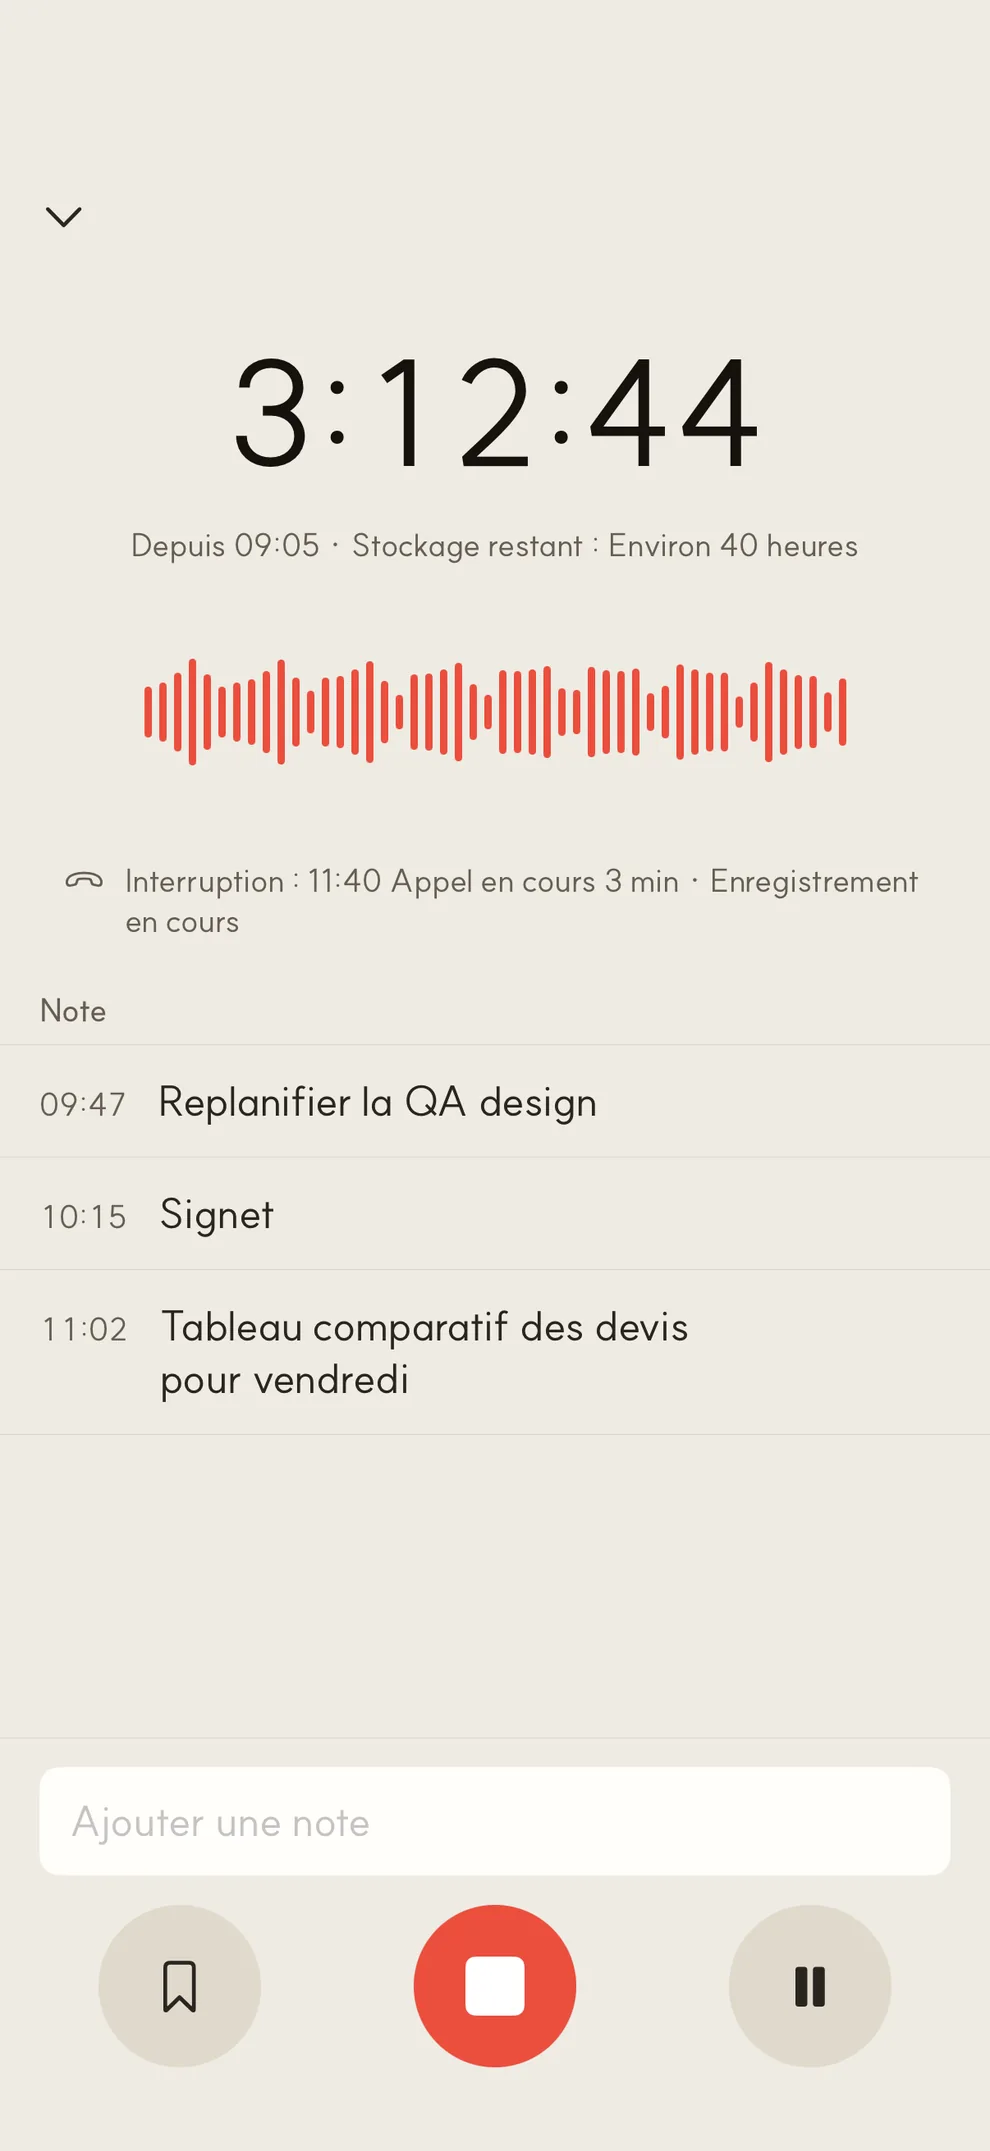 3:12:44
Depuis 09:05 · Stockage restant : Environ 40 heures
Interruption : 11:40 Appel en cours 3 min · Enregistrement
en cours
Note
09:47 Replanifier la QA design
10:15 Signet
11:02 Tableau comparatif des devis
pour vendredi
Ajouter une note